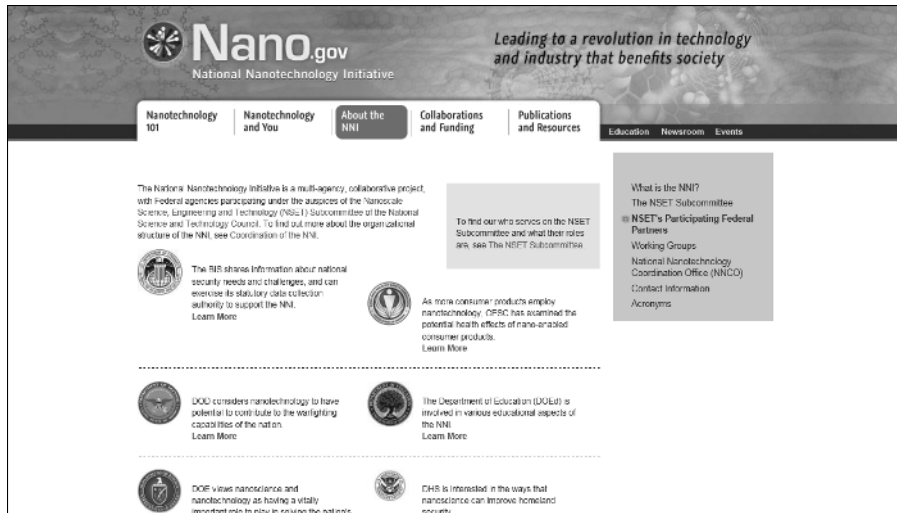 Nano.gov
National Nanotechnology Initiative
Leading to a revolution in technology
and industry that benefits society
Nanotechnology
101
Nanotechnology
and You
About the
NNI
Collaborations
and Funding
Publications
and Resources
Education Newsroom Events
The National Nanotechnology Initiative is a multi-agency, collaborative project,
with Federal agencies participating under the auspices of the Nanoscale
Science, Engineering and Technology (NSET) Subcommittee of the National
Science and Technology Council. To find out more about the organizational
structure of the NNI, see Coordination of the NNI.
To find our who serves on the NSET
Subcommittee and what their roles
are, see The NSET Subcommittee
What is the NNI?
The NSET Subcommittee
NSET's Participating Federal
Partners
Working Groups
National Nanotechnology
Coordination Office (NNCO)
Contact Information
Acronyms
The BIS shares information about national
security needs and challenges, and can
exercise its statutory data collection
authority to support the NNI.
Learn More
As more consumer products employ
nanotechnology, CPSC has examined the
potential health effects of nano-enabled
consumer products.
Learn More
DOD considers nanotechnology to have
potential to contribute to the warfighting
capabilities of the nation.
Learn More
The Department of Education (DOEd) is
involved in various educational aspects of
the NNI.
Learn More
DOE views nanoscience and
nanotechnology as having a vitally
important role to play in solving the nation's
DHS is interested in the ways that
nanoscience can improve homeland
security.